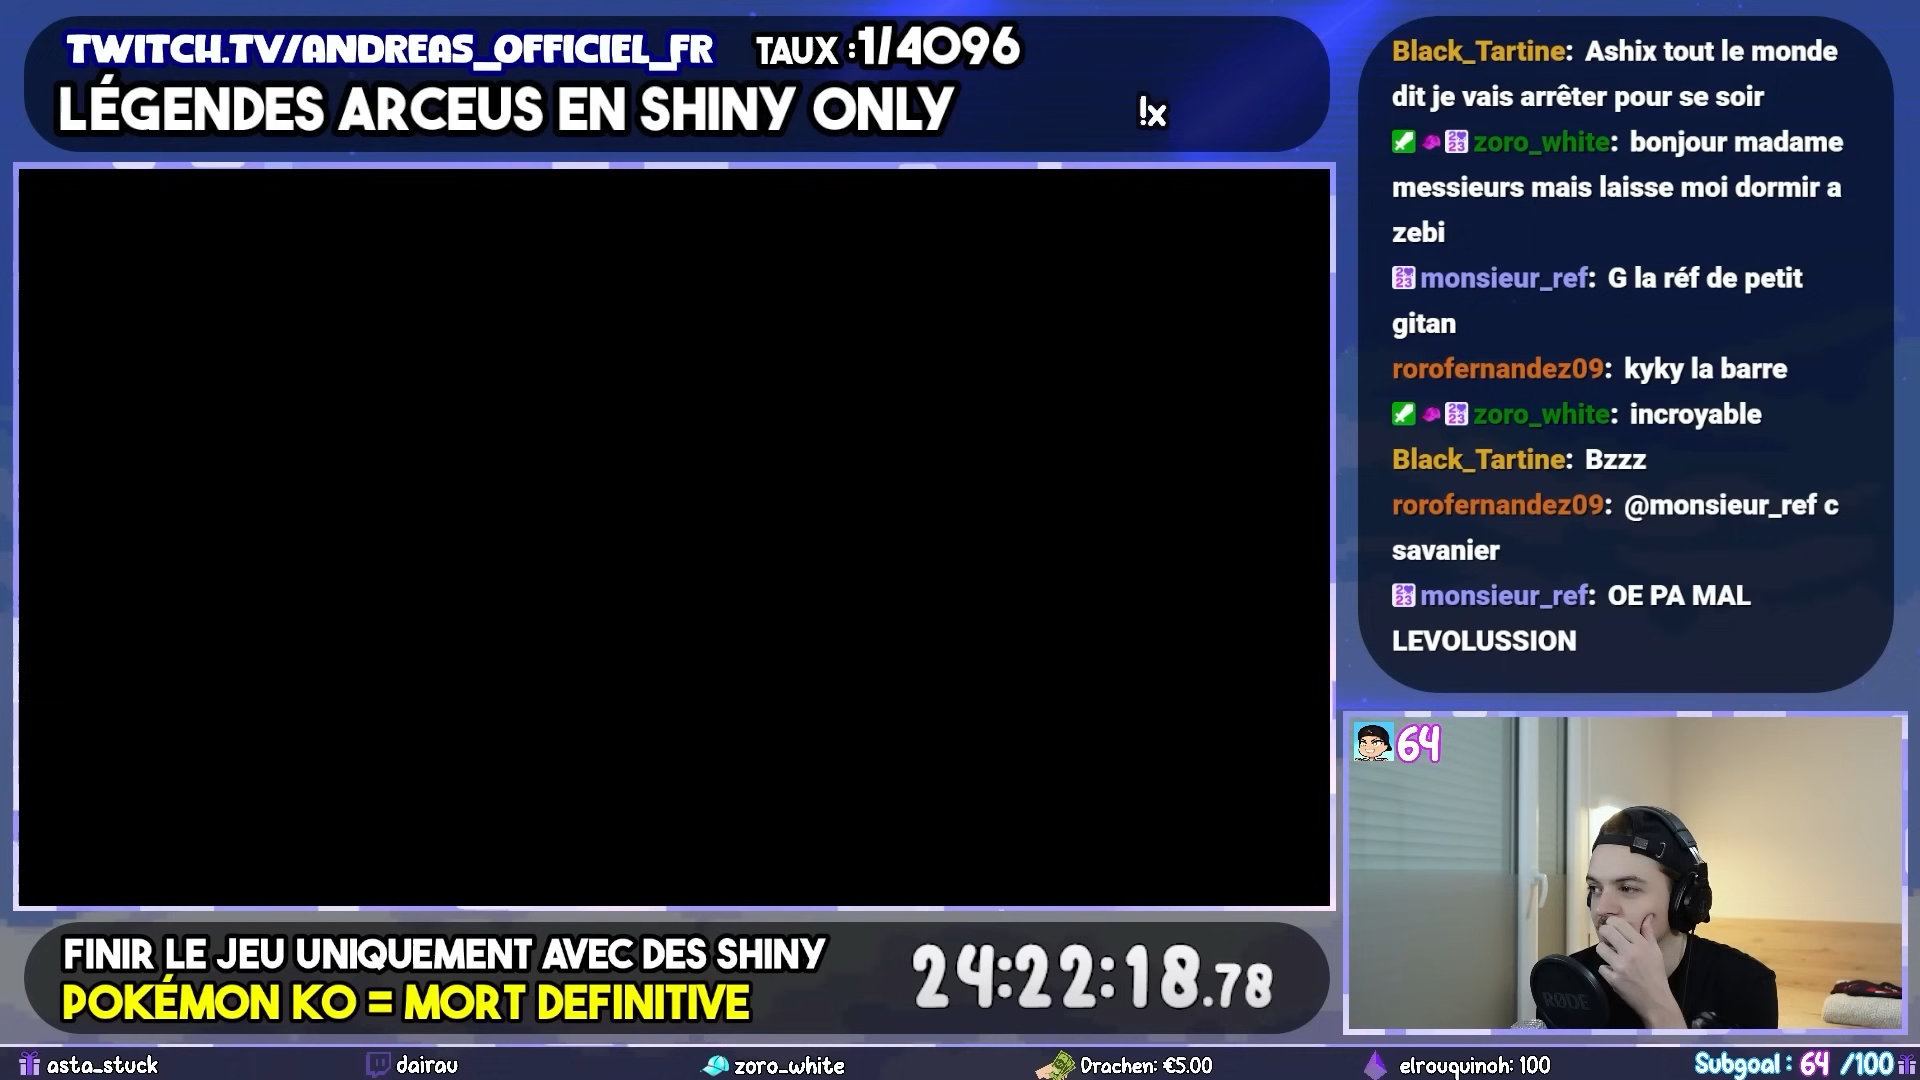 TWITCH.TV/ANDREAS_OFFICIEL_FR TAUX :1/4096
LÉGENDES ARCEUS EN SHINY ONLY !x
Black_Tartine: Ashix tout le monde
dit je vais arrêter pour se soir
zoro_white: bonjour madame
messieurs mais laisse moi dormir a
zebi
monsieur_ref: G la réf de petit
gitan
rorofernandez09: kyky la barre
zoro_white: incroyable
Black_Tartine: Bzzz
rorofernandez09: @monsieur_ref c
savanier
monsieur_ref: OE PA MAL
LEVOLUSSION
64
RØDE
FINIR LE JEU UNIQUEMENT AVEC DES SHINY
POKÉMON KO = MORT DEFINITIVE
24:22:18.78
asta_stuck dairau zoro_white Drachen: €5.00 elrouquinoh: 100 Subgoal : 64 /100